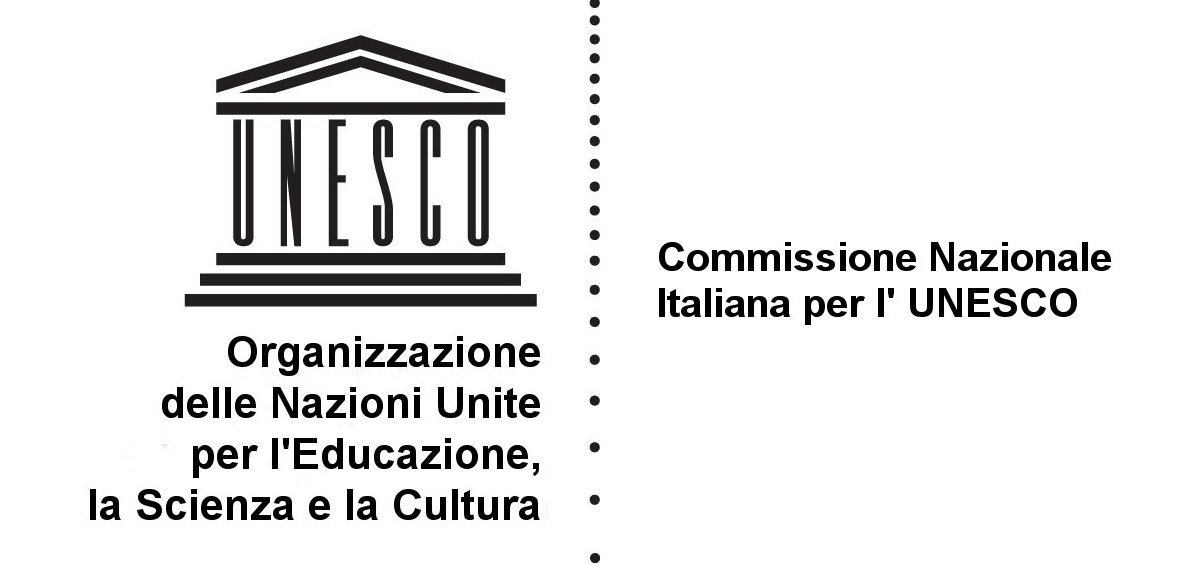 UNESCO
Organizzazione
delle Nazioni Unite
per l'Educazione,
la Scienza e la Cultura
Commissione Nazionale
Italiana per l' UNESCO